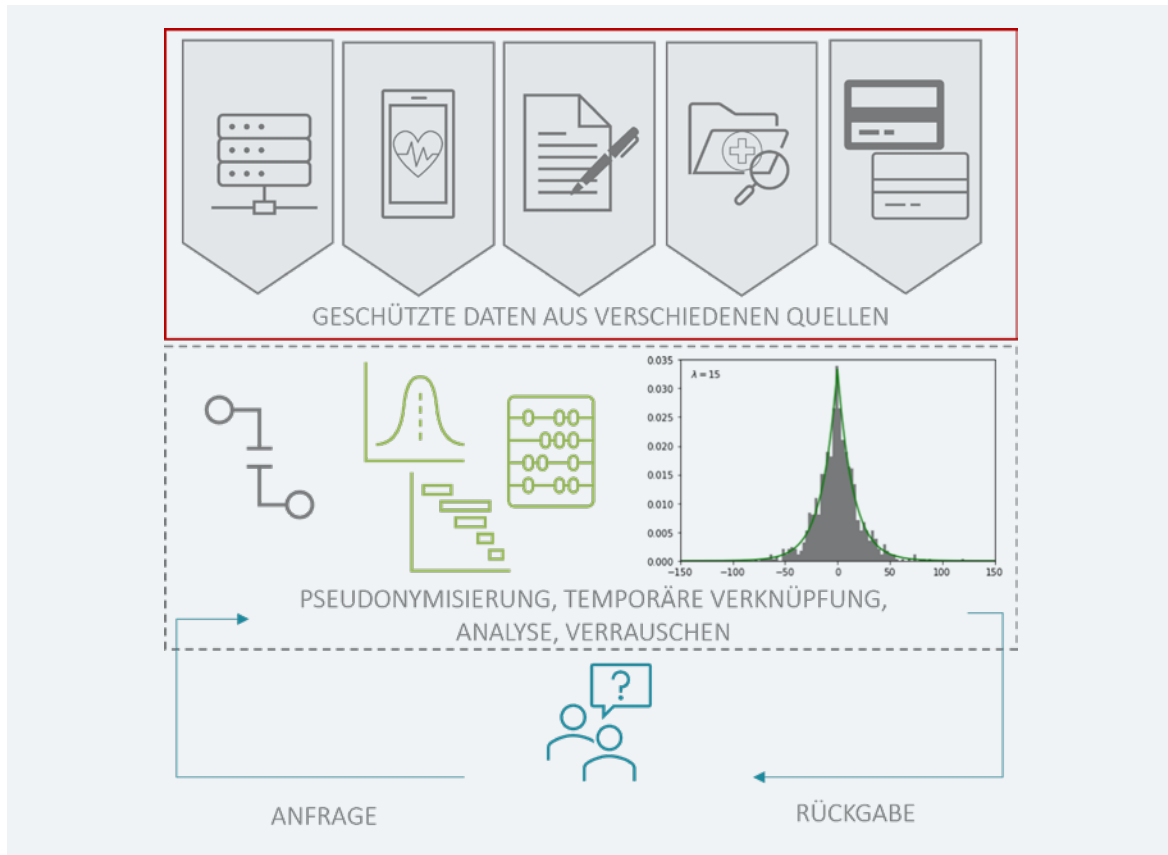 GESCHÜTZTE DATEN AUS VERSCHIEDENEN QUELLEN
λ = 15
0.035
0.030
0.025
0.020
0.015
0.010
0.005
0.000
−150 −100 −50 0 50 100 150
PSEUDONYMISIERUNG, TEMPORÄRE VERKNÜPFUNG,
ANALYSE, VERRAUSCHEN
?
ANFRAGE
RÜCKGABE